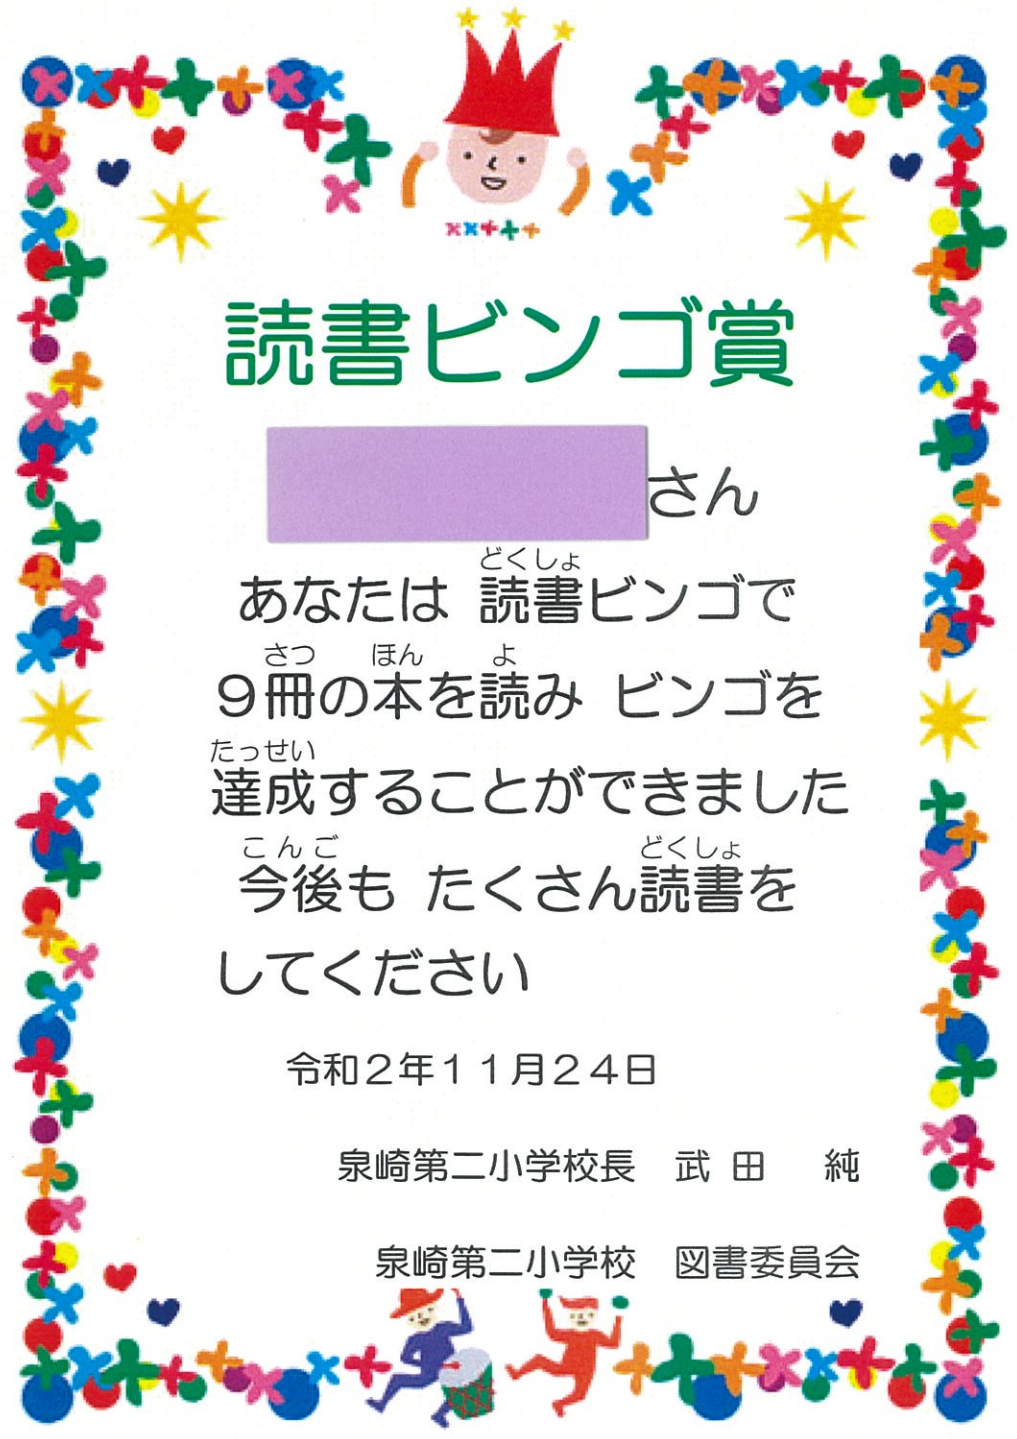 読書ビンゴ賞
さん
どくしょ
あなたは 読書ビンゴで
さつ ほん よ
９冊の本を読み ビンゴを
たっせい
達成することができました
こんご どくしょ
今後も たくさん読書を
してください
令和２年１１月２４日
泉崎第二小学校長 武田 純
泉崎第二小学校 図書委員会